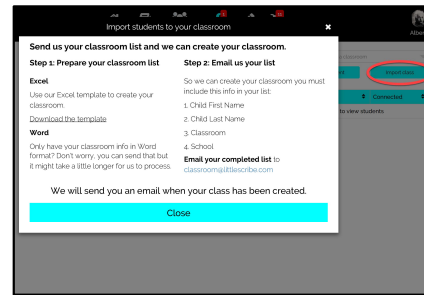 Import students to your classroom
Alber
Send us your classroom list and we can create your classroom.
Step 1: Prepare your classroom list
Excel
Use our Excel template to create your
classroom.
Download the template
Word
Only have your classroom info in Word
format? Don't worry, you can send that but
it might take a little longer for us to process.
Step 2: Email us your list
So we can create your classroom you must
include this info in your list:
1. Child First Name
2. Child Last Name
3. Classroom
4. School
Email your completed list to
classroom@littlescribe.com
We will send you an email when your class has been created.
Close
Import class
Connected
to view students